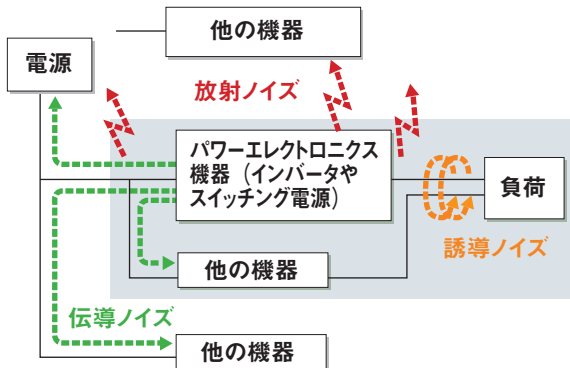 他の機器
電源
放射ノイズ
パワーエレクトロニクス
機器（インバータや
スイッチング電源）
負荷
誘導ノイズ
他の機器
伝導ノイズ
他の機器